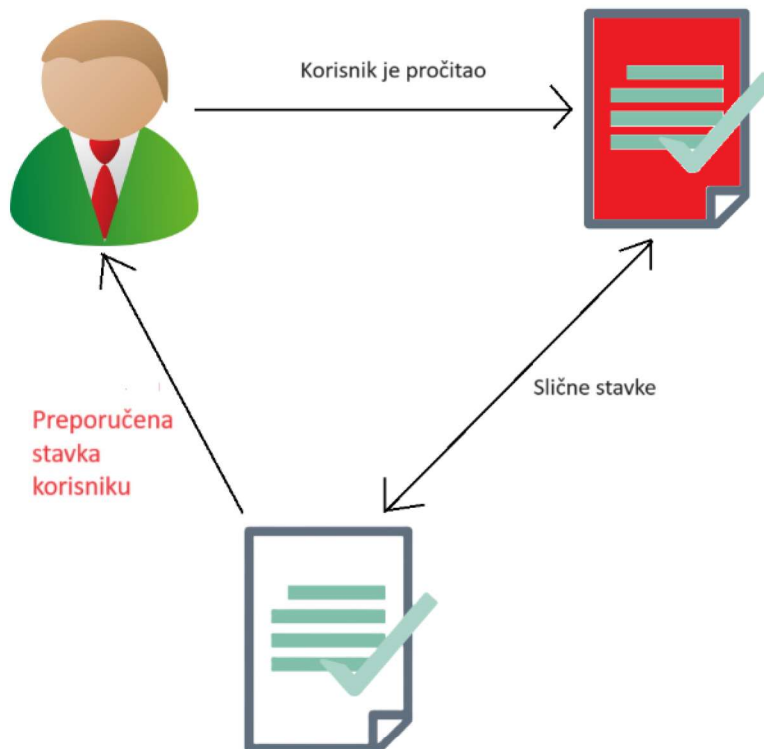 Korisnik je pročitao
Slične stavke
Preporučena
stavka
korisniku